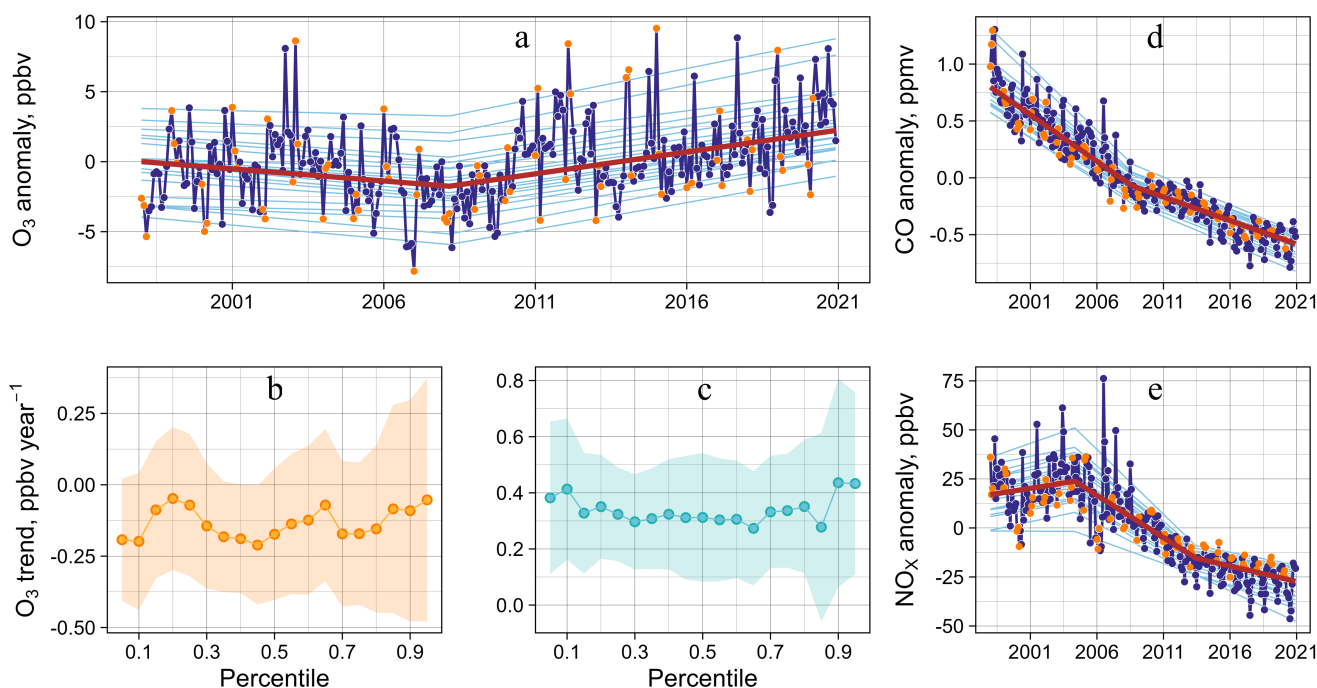 a
O3 anomaly, ppbv
10
5
0
-5
2001 2006 2011 2016 2021
d
CO anomaly, ppmv
1.0
0.5
0.0
-0.5
2001 2006 2011 2016 2021
b
O3 trend, ppbv year−1
0.25
0.00
-0.25
-0.50
0.1 0.3 0.5 0.7 0.9
Percentile
c
0.8
0.6
0.4
0.2
0.0
0.1 0.3 0.5 0.7 0.9
Percentile
e
NOX anomaly, ppbv
75
50
25
0
-25
-50
2001 2006 2011 2016 2021